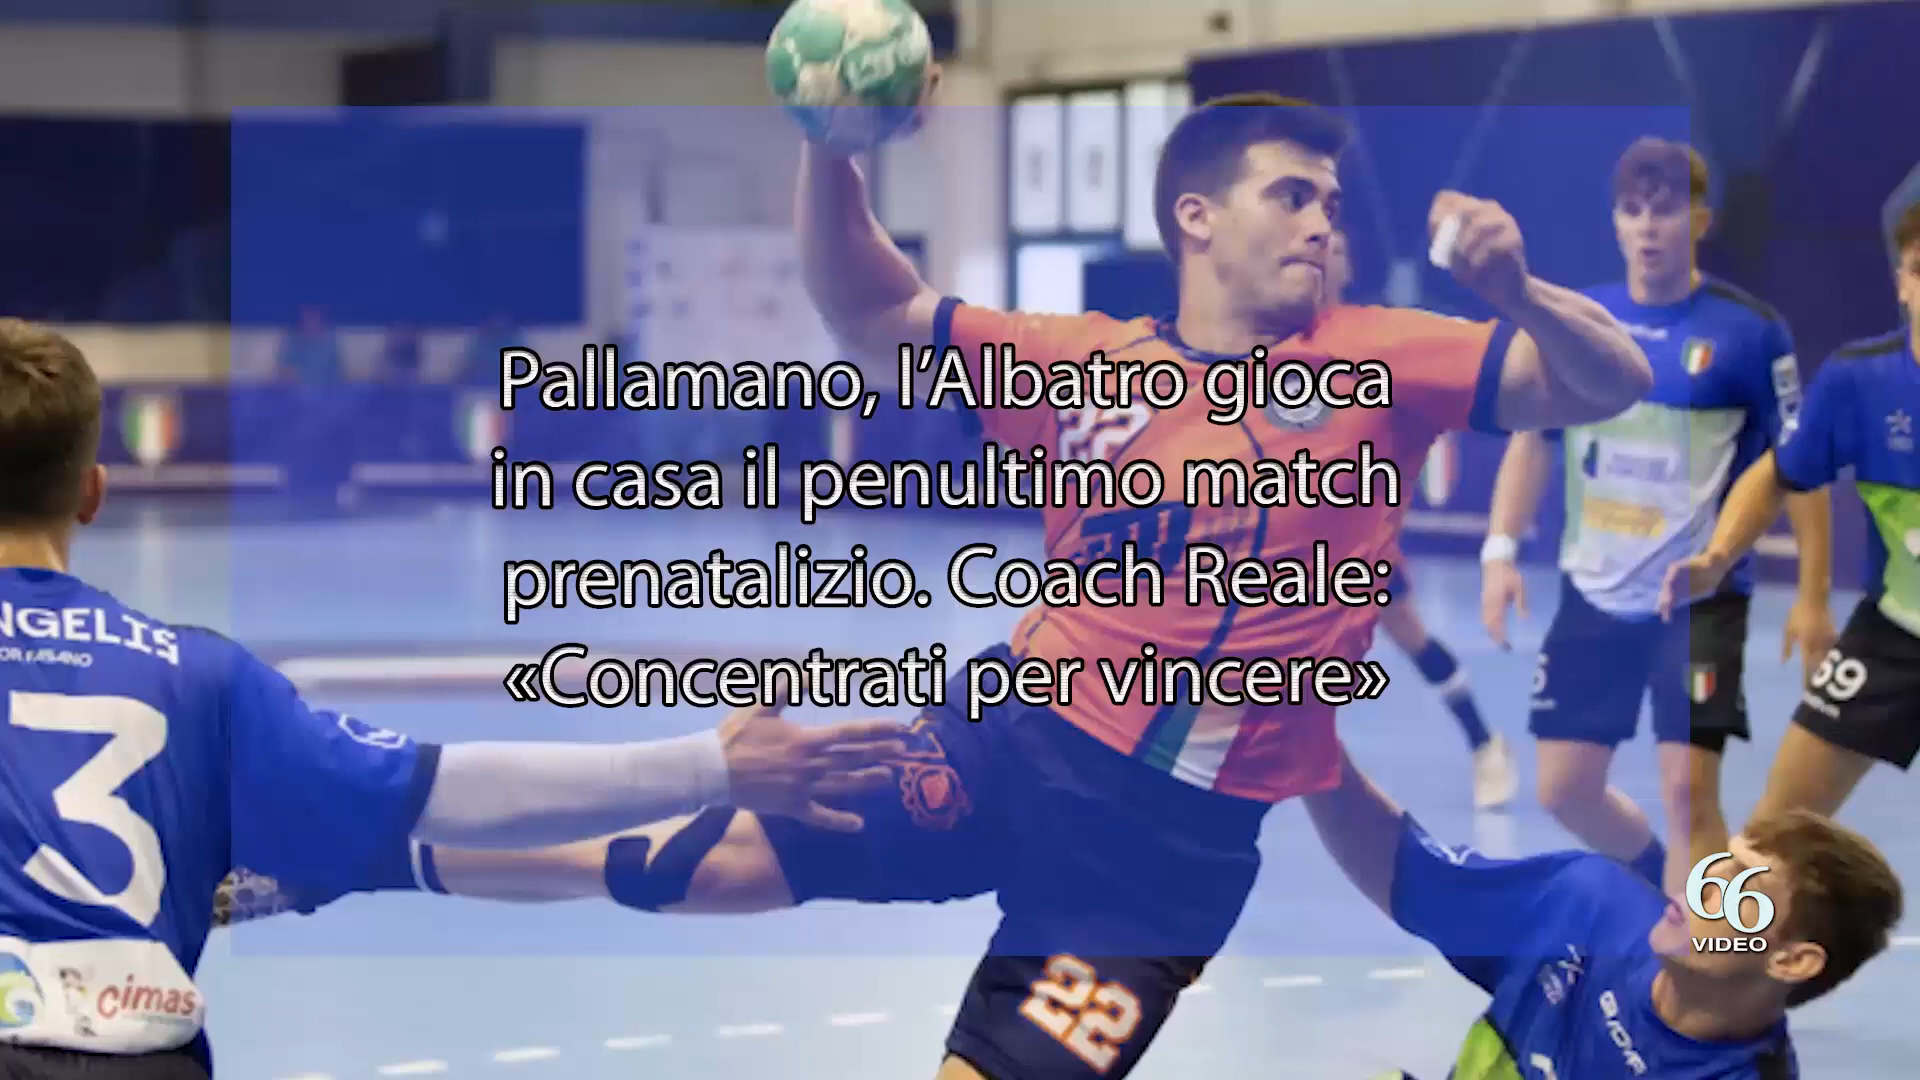 Pallamano, l’Albatro gioca
in casa il penultimo match
prenatalizio. Coach Reale:
«Concentrati per vincere»
22
NGELIS
3
cimas
69
66
VIDEO
22